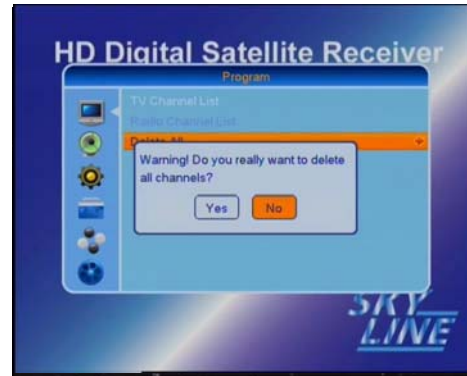 HD Digital Satellite Receiver
Program
TV Channel List
Radio Channel List
Delete All
Warning! Do you really want to delete
all channels?
Yes
No
SKY
LINE